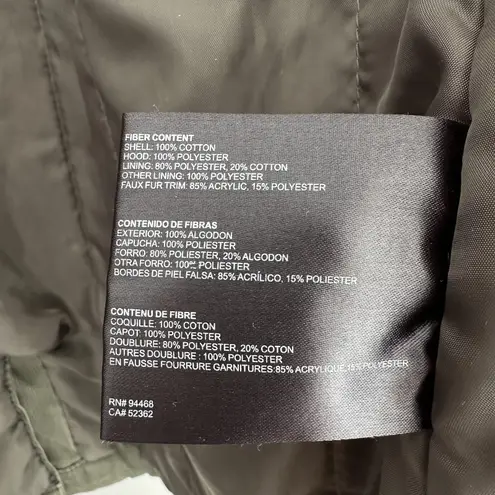 FIBER CONTENT
SHELL: 100% COTTON
HOOD: 100% POLYESTER
LINING: 80% POLYESTER, 20% COTTON
OTHER LINING: 100% POLYESTER
FAUX FUR TRIM: 85% ACRYLIC, 15% POLYESTER
CONTENIDO DE FIBRAS
EXTERIOR: 100% ALGODON
CAPUCHA: 100% POLIESTER
FORRO: 80% POLIESTER, 20% ALGODON
OTRA FORRO: 100% POLIESTER
BORDES DE PIEL FALSA: 85% ACRÍLICO, 15% POLIESTER
CONTENU DE FIBRE
COQUILLE: 100% COTON
CAPOT: 100% POLYESTER
DOUBLURE: 80% POLYESTER, 20% COTON
AUTRES DOUBLURE : 100% POLYESTER
EN FAUSSE FOURRURE GARNITURES:85% ACRYLIQUE,15% POLYESTER
RN# 94468
CA# 52362